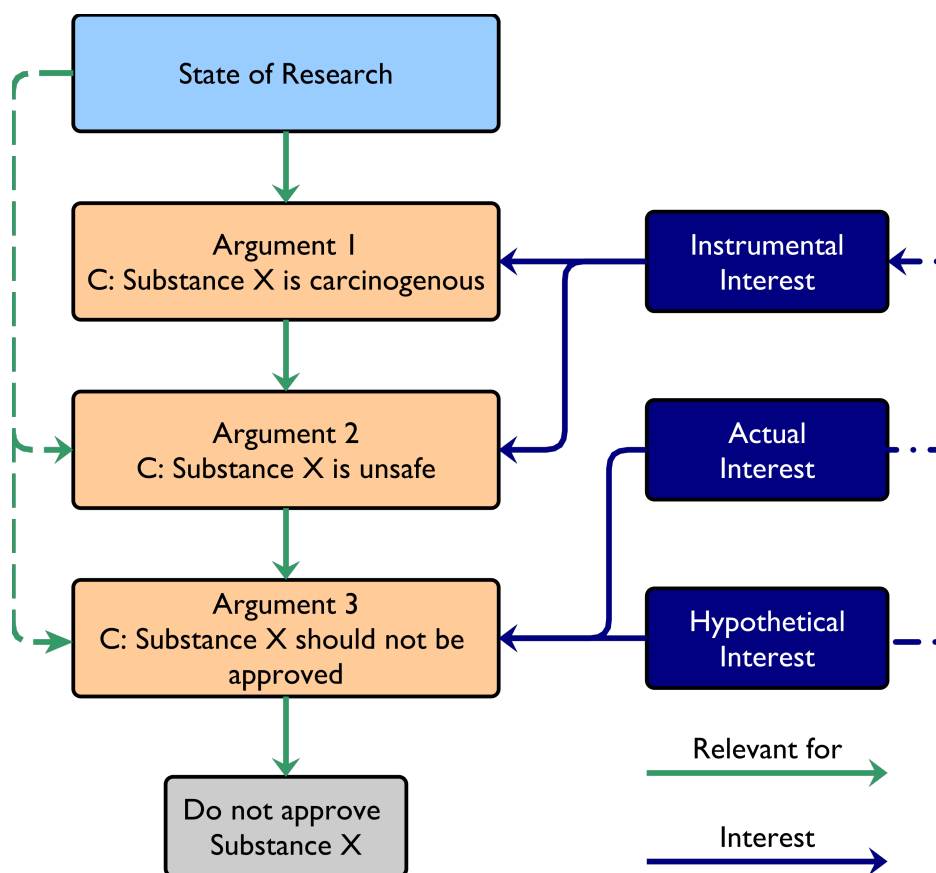 State of Research
Argument 1
C: Substance X is carcinogenous
Instrumental
Interest
Argument 2
C: Substance X is unsafe
Actual
Interest
Argument 3
C: Substance X should not be
approved
Hypothetical
Interest
Relevant for
Do not approve
Substance X
Interest